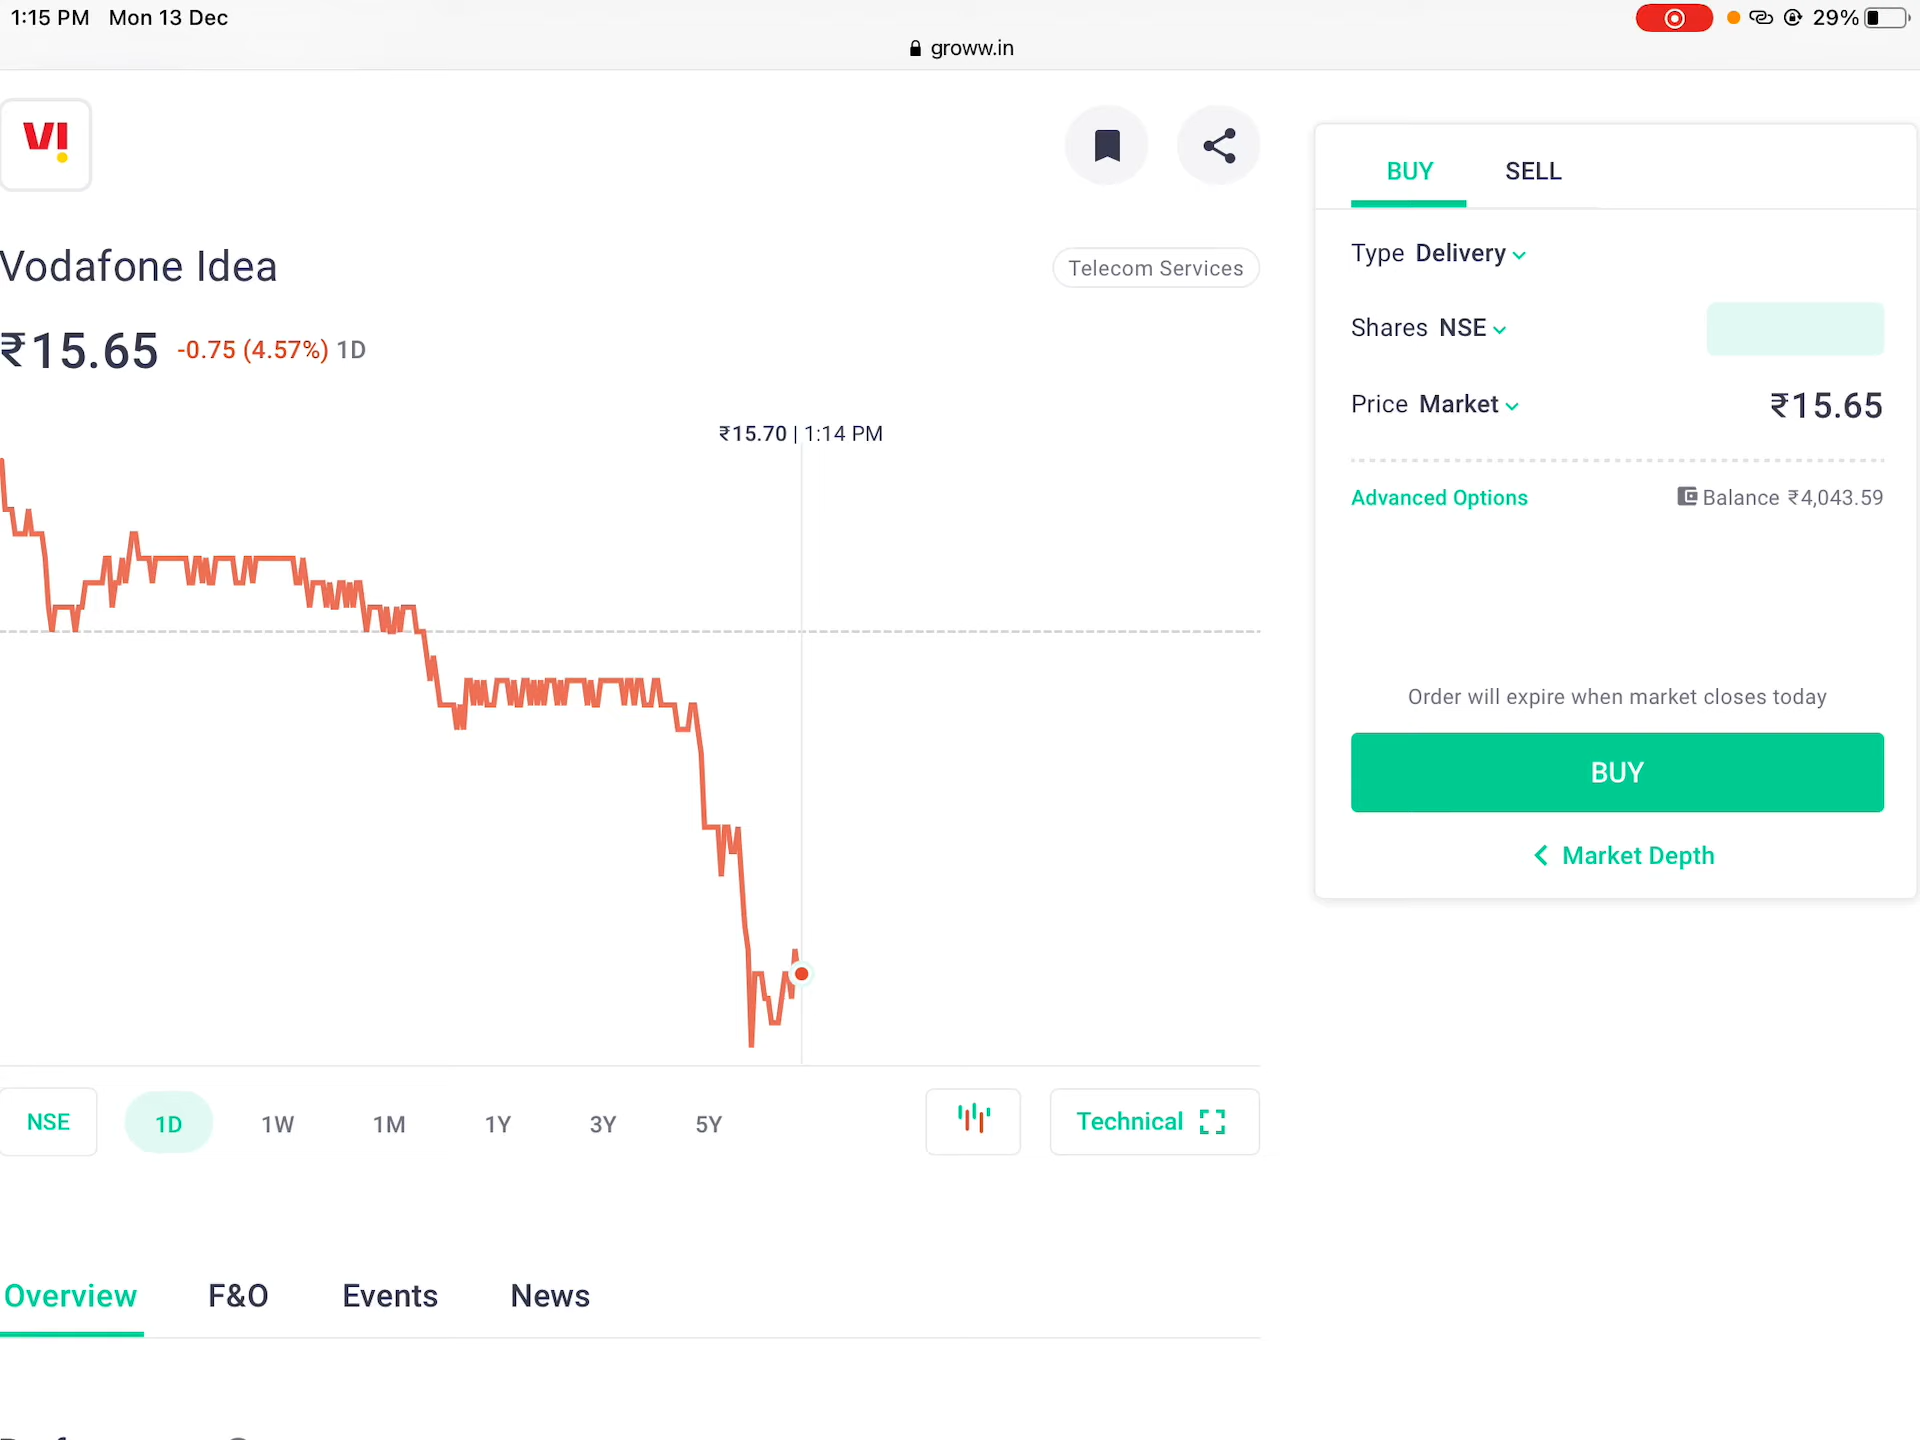 1:15 PM Mon 13 Dec
29%
groww.in
VI
Vodafone Idea
Telecom Services
₹15.65 -0.75 (4.57%) 1D
₹15.70 | 1:14 PM
NSE 1D 1W 1M 1Y 3Y 5Y Technical
Overview F&O Events News
BUY SELL
Type Delivery
Shares NSE
Price Market ₹15.65
Advanced Options Balance ₹4,043.59
Order will expire when market closes today
BUY
Market Depth